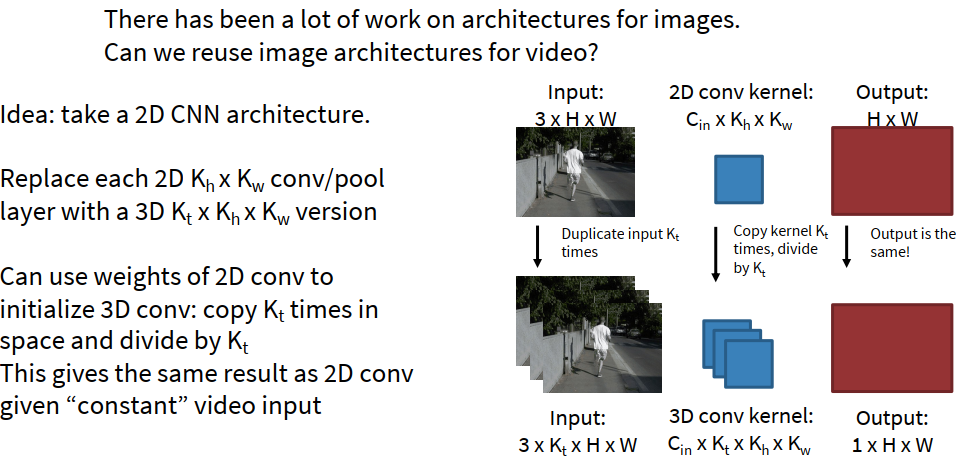 There has been a lot of work on architectures for images.
Can we reuse image architectures for video?
Idea: take a 2D CNN architecture.
Replace each 2D Kₕ x K_w conv/pool
layer with a 3D Kₜ x Kₕ x K_w version
Can use weights of 2D conv to
initialize 3D conv: copy Kₜ times in
space and divide by Kₜ
This gives the same result as 2D conv
given “constant” video input
Input:
3 x H x W
2D conv kernel:
Cᵢₙ x Kₕ x K_w
Output:
H x W
Duplicate input Kₜ
times
Copy kernel Kₜ
times, divide
by Kₜ
Output is the
same!
Input:
3 x Kₜ x H x W
3D conv kernel:
Cᵢₙ x Kₜ x Kₕ x K_w
Output:
1 x H x W